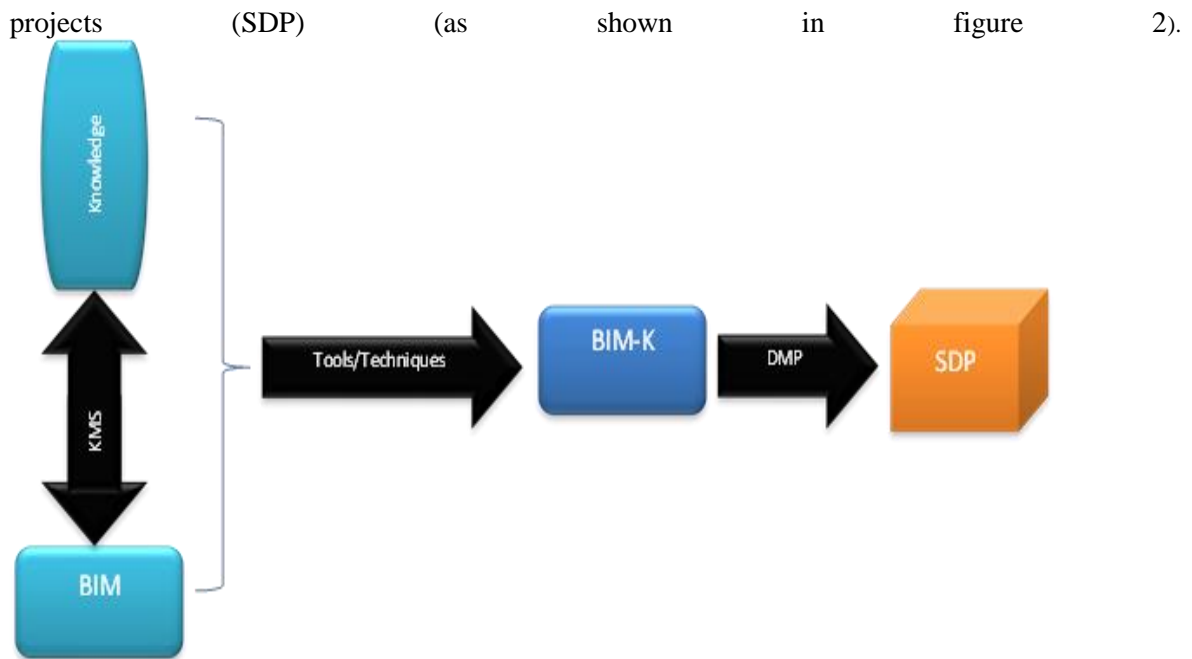 projects (SDP) (as shown in figure 2).
Knowledge
KMS
BIM
Tools/Techniques
BIM-K
DMP
SDP